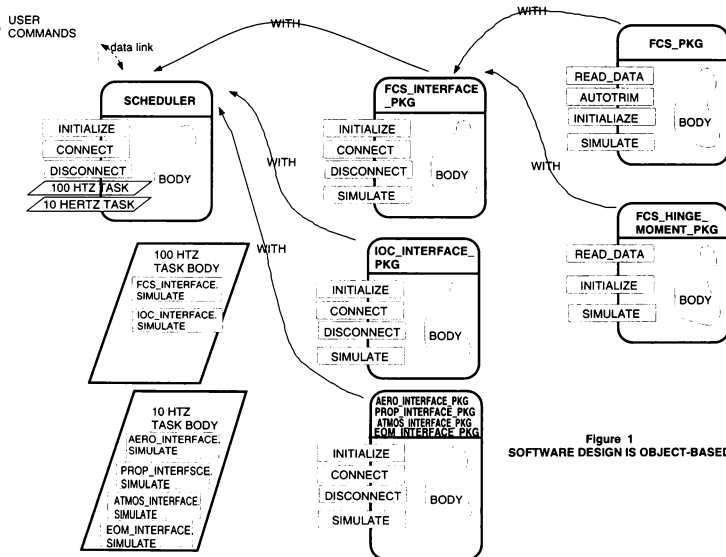 USER
COMMANDS
data link
SCHEDULER
INITIALIZE
CONNECT
DISCONNECT
100 HTZ TASK
10 HERTZ TASK
BODY
WITH
WITH
WITH
FCS_INTERFACE
_PKG
INITIALIZE
CONNECT
DISCONNECT
SIMULATE
BODY
WITH
WITH
FCS_PKG
READ_DATA
AUTOTRIM
INITIALIAZE
SIMULATE
BODY
FCS_HINGE_
MOMENT_PKG
READ_DATA
INITIALIZE
SIMULATE
BODY
IOC_INTERFACE_
PKG
INITIALIZE
CONNECT
DISCONNECT
SIMULATE
BODY
100 HTZ
TASK BODY
FCS_INTERFACE.
SIMULATE
IOC_INTERFACE.
SIMULATE
10 HTZ
TASK BODY
AERO_INTERFACE.
SIMULATE
PROP_INTERFSCE.
SIMULATE
ATMOS_INTERFACE.
SIMULATE
EOM_INTERFACE.
SIMULATE
AERO_INTERFACE_PKG
PROP_INTERFACE_PKG
ATMOS_INTERFACE_PKG
EOM_INTERFACE_PKG
INITIALIZE
CONNECT
DISCONNECT
SIMULATE
BODY
Figure 1
SOFTWARE DESIGN IS OBJECT-BASED